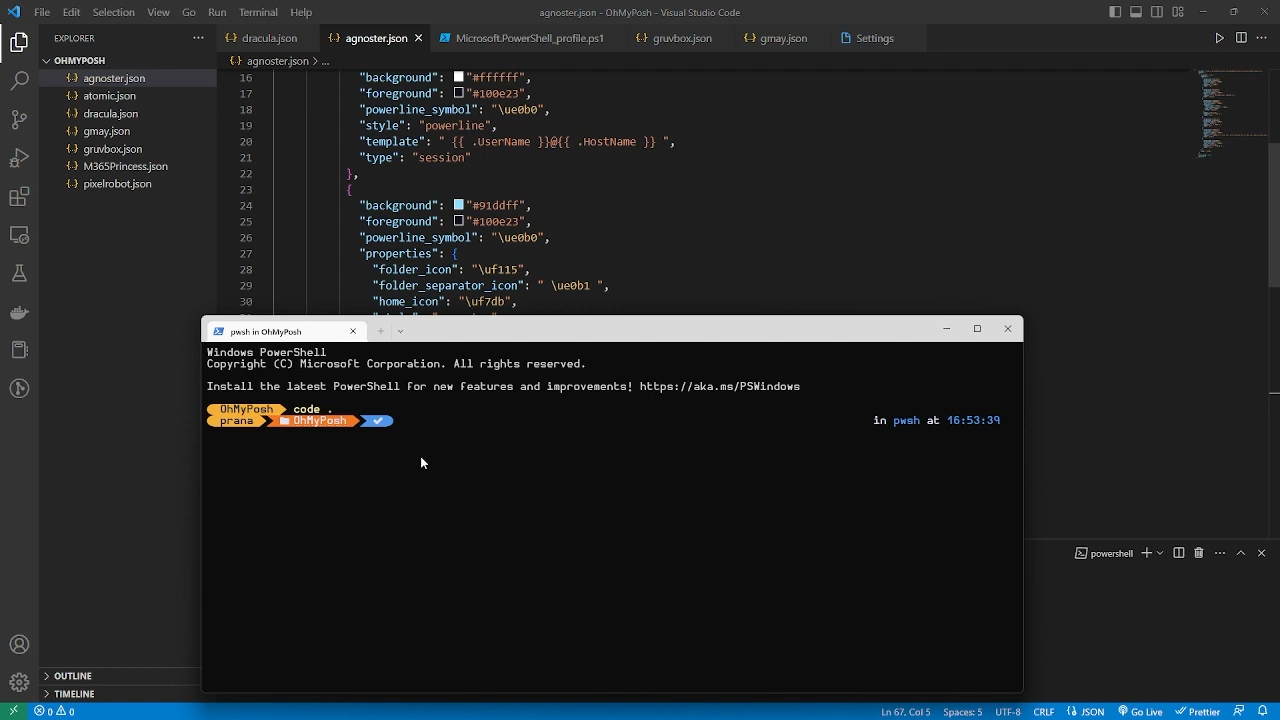 File Edit Selection View Go Run Terminal Help
agnoster.json - OhMyPosh - Visual Studio Code
EXPLORER
OHMYPOSH
agnoster.json
atomic.json
dracula.json
gmay.json
gruvbox.json
M365Princess.json
pixelrobot.json
OUTLINE
TIMELINE
dracula.json agnoster.json Microsoft.PowerShell_profile.ps1 gruvbox.json gmay.json Settings
agnoster.json > ...
16 "background": "#ffffff",
17 "foreground": "#100e23",
18 "powerline_symbol": "\ue0b0",
19 "style": "powerline",
20 "template": " {{ .UserName }}@{{ .HostName }} ",
21 "type": "session"
22 },
23 {
24 "background": "#91ddff",
25 "foreground": "#100e23",
26 "powerline_symbol": "\ue0b0",
27 "properties": {
28 "folder_icon": "\uf115",
29 "folder_separator_icon": " \ue0b1 ",
30 "home_icon": "\uf7db",
pwsh in OhMyPosh
Windows PowerShell
Copyright (C) Microsoft Corporation. All rights reserved.
Install the latest PowerShell for new features and improvements! https://aka.ms/PSWindows
OhMyPosh code .
prana OhMyPosh in pwsh at 16:53:39
powershell
0 0 Ln 67, Col 5 Spaces: 5 UTF-8 CRLF JSON Go Live Prettier